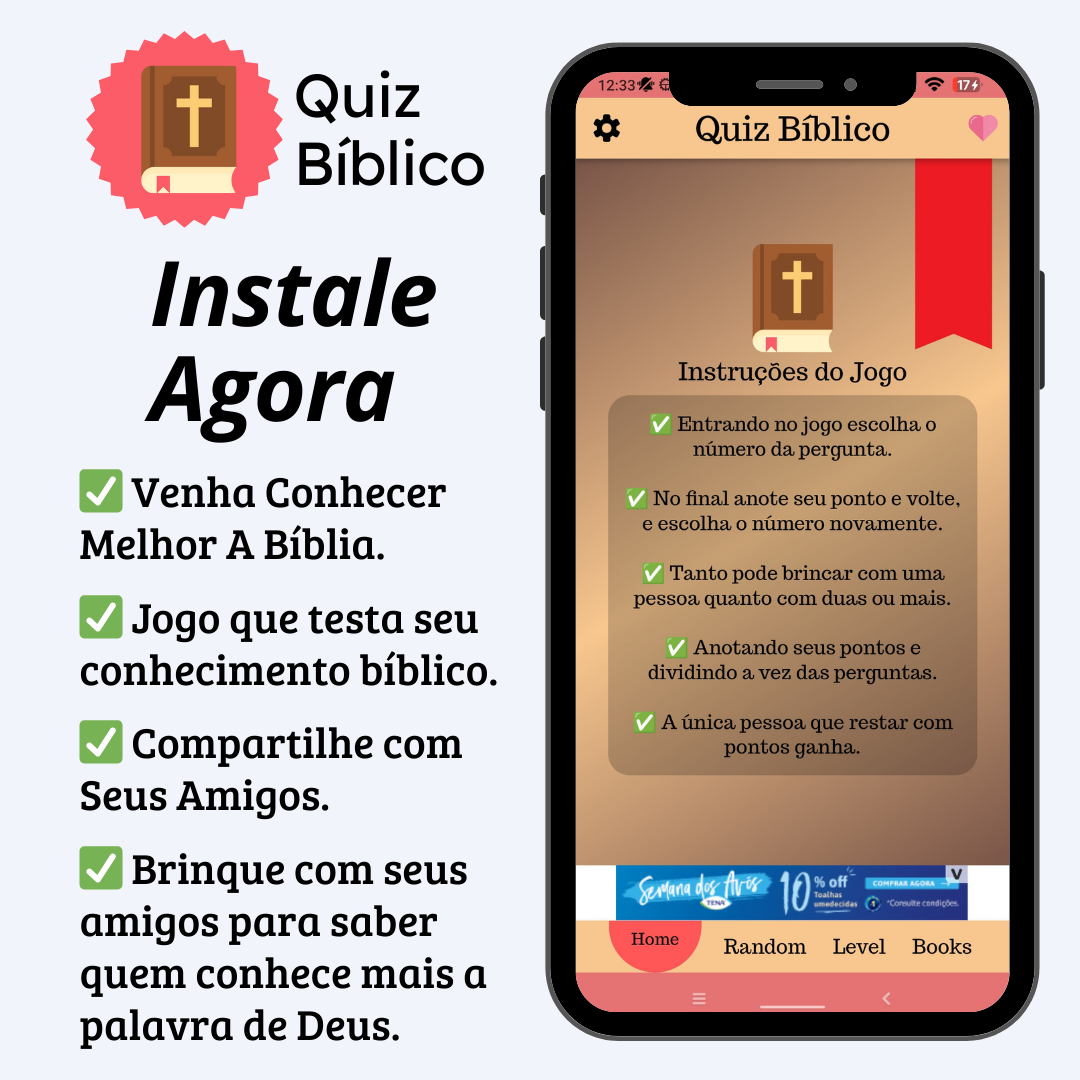 Quiz
Bíblico
Instale
Agora
✅ Venha Conhecer
Melhor A Bíblia.
✅ Jogo que testa seu
conhecimento bíblico.
✅ Compartilhe com
Seus Amigos.
✅ Brinque com seus
amigos para saber
quem conhece mais a
palavra de Deus.
12:33
17
Quiz Bíblico
Instruções do Jogo
✅ Entrando no jogo escolha o
número da pergunta.
✅ No final anote seu ponto e volte,
e escolha o número novamente.
✅ Tanto pode brincar com uma
pessoa quanto com duas ou mais.
✅ Anotando seus pontos e
dividindo a vez das perguntas.
✅ A única pessoa que restar com
pontos ganha.
Semana dos Avós
TENA
10% off
Toalhas
umedecidas
COMPRAR AGORA
*Consulte condições.
V
Home
Random
Level
Books